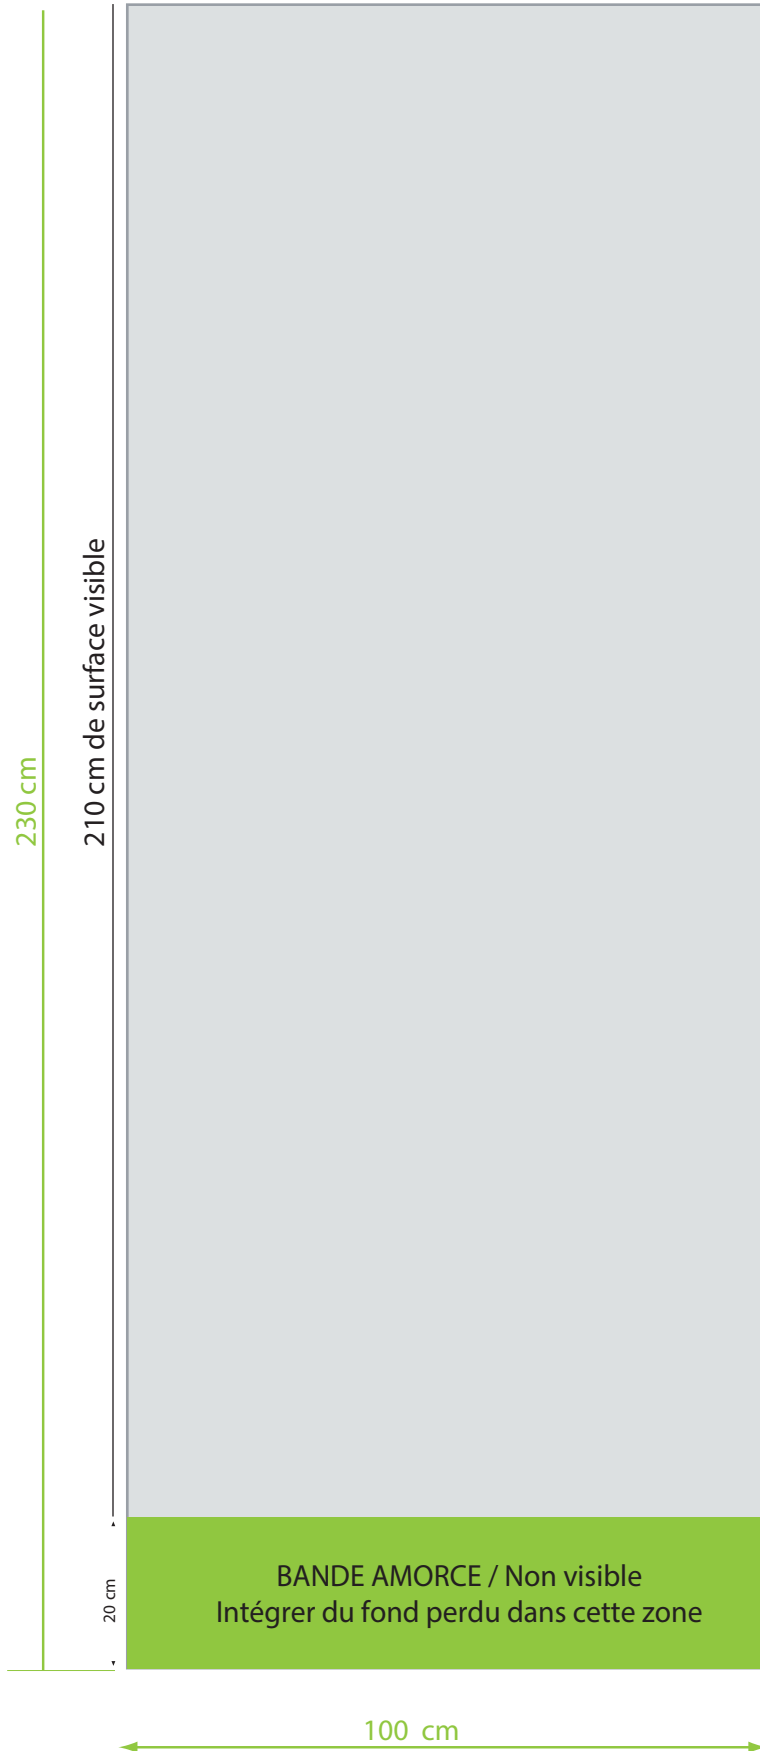 230 cm
210 cm de surface visible
20 cm
BANDE AMORCE / Non visible
Intégrer du fond perdu dans cette zone
100 cm